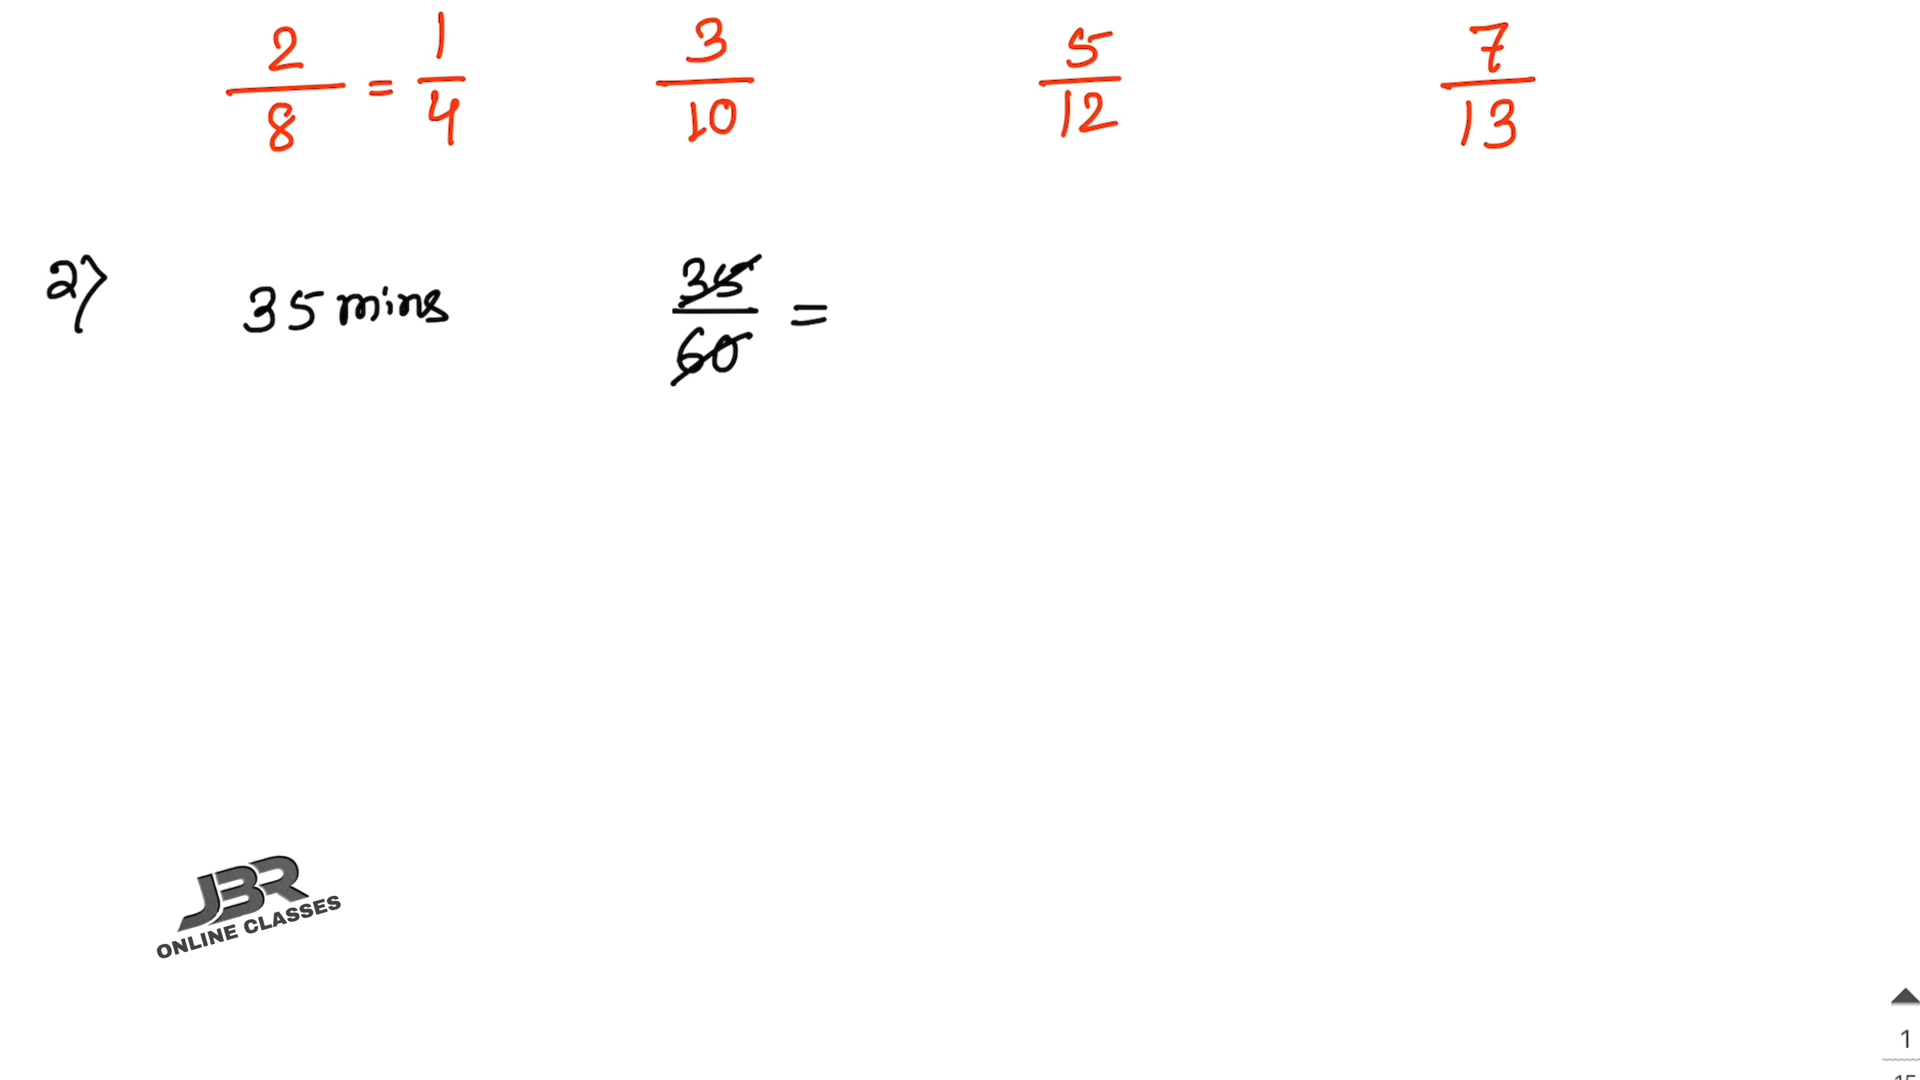 2/8 = 1/4 3/10 5/12 7/13
2) 35 mins 35/60 =
JBR
ONLINE CLASSES
1